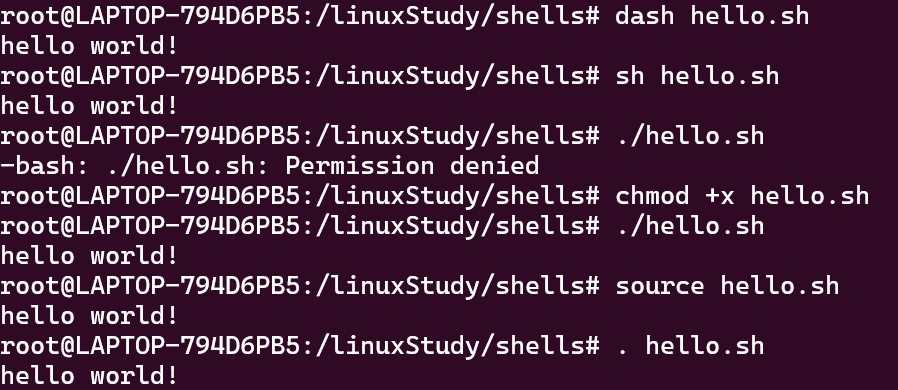 root@LAPTOP-794D6PB5:/linuxStudy/shells# dash hello.sh
hello world!
root@LAPTOP-794D6PB5:/linuxStudy/shells# sh hello.sh
hello world!
root@LAPTOP-794D6PB5:/linuxStudy/shells# ./hello.sh
-bash: ./hello.sh: Permission denied
root@LAPTOP-794D6PB5:/linuxStudy/shells# chmod +x hello.sh
root@LAPTOP-794D6PB5:/linuxStudy/shells# ./hello.sh
hello world!
root@LAPTOP-794D6PB5:/linuxStudy/shells# source hello.sh
hello world!
root@LAPTOP-794D6PB5:/linuxStudy/shells# . hello.sh
hello world!